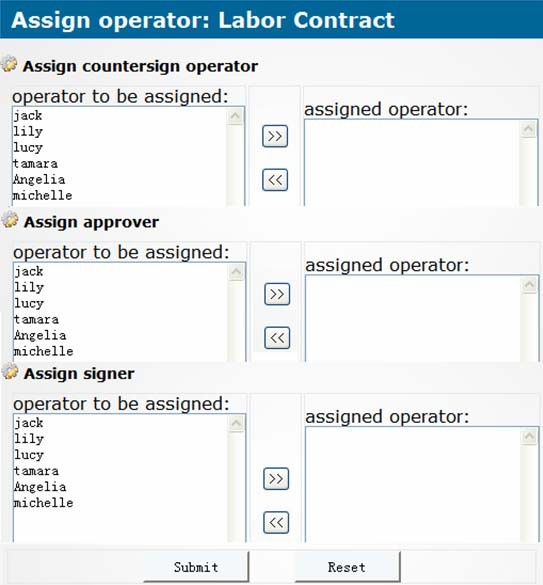 Assign operator: Labor Contract
Assign countersign operator
operator to be assigned:
assigned operator:
jack
lily
lucy
tamara
Angelia
michelle
>>
<<
Assign approver
operator to be assigned:
assigned operator:
jack
lily
lucy
tamara
Angelia
michelle
>>
<<
Assign signer
operator to be assigned:
assigned operator:
jack
lily
lucy
tamara
Angelia
michelle
>>
<<
Submit Reset